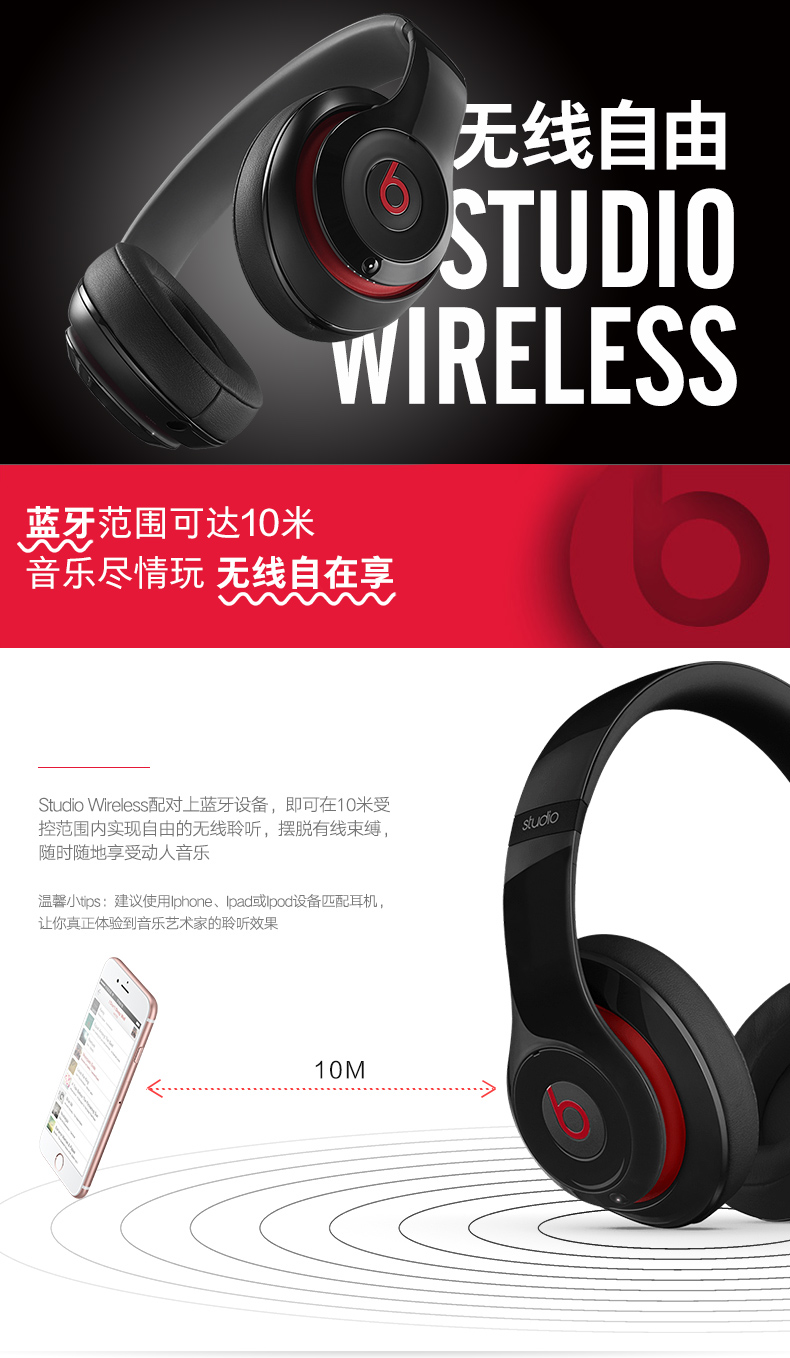 无线自由
STUDIO
WIRELESS
蓝牙范围可达10米
音乐尽情玩 无线自在享
Studio Wireless配对上蓝牙设备，即可在10米受
控范围内实现自由的无线聆听，摆脱有线束缚，
随时随地享受动人音乐
studio
温馨小tips：建议使用Iphone、Ipad或Ipod设备匹配耳机，
让你真正体验到音乐艺术家的聆听效果
10M